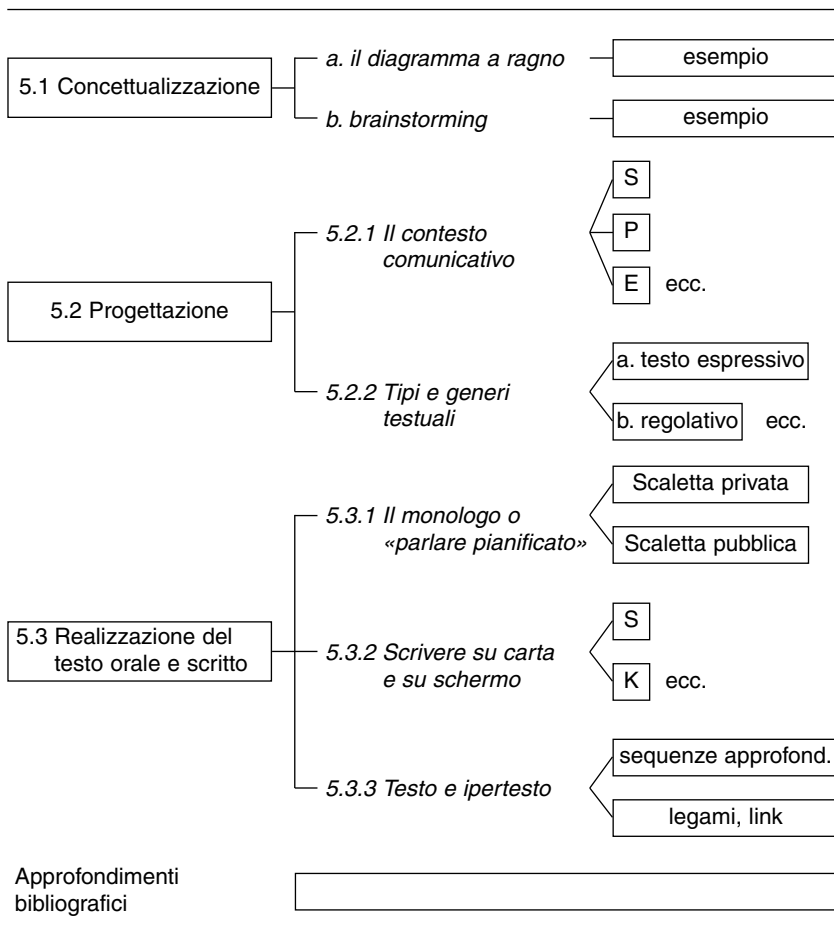 5.1 Concettualizzazione
a. il diagramma a ragno
esempio
b. brainstorming
esempio
5.2 Progettazione
5.2.1 Il contesto
comunicativo
S
P
E ecc.
5.2.2 Tipi e generi
testuali
a. testo espressivo
b. regolativo ecc.
5.3 Realizzazione del
testo orale e scritto
5.3.1 Il monologo o
«parlare pianificato»
Scaletta privata
Scaletta pubblica
5.3.2 Scrivere su carta
e su schermo
S
K ecc.
5.3.3 Testo e ipertesto
sequenze approfond.
legami, link
Approfondimenti
bibliografici